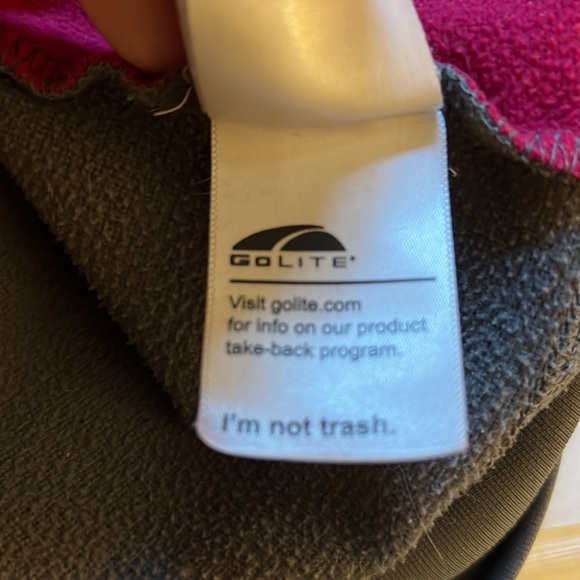 GOLITE®
Visit golite.com
for info on our product
take-back program.
I'm not trash.